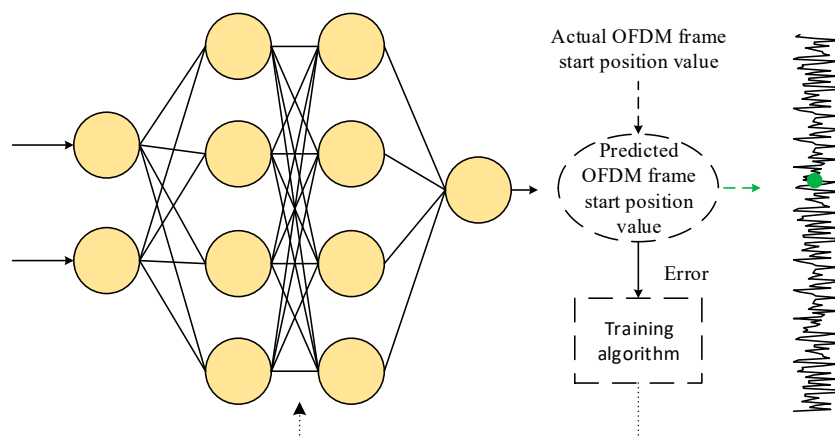 Actual OFDM frame
start position value
Predicted
OFDM frame
start position
value
Error
Training
algorithm